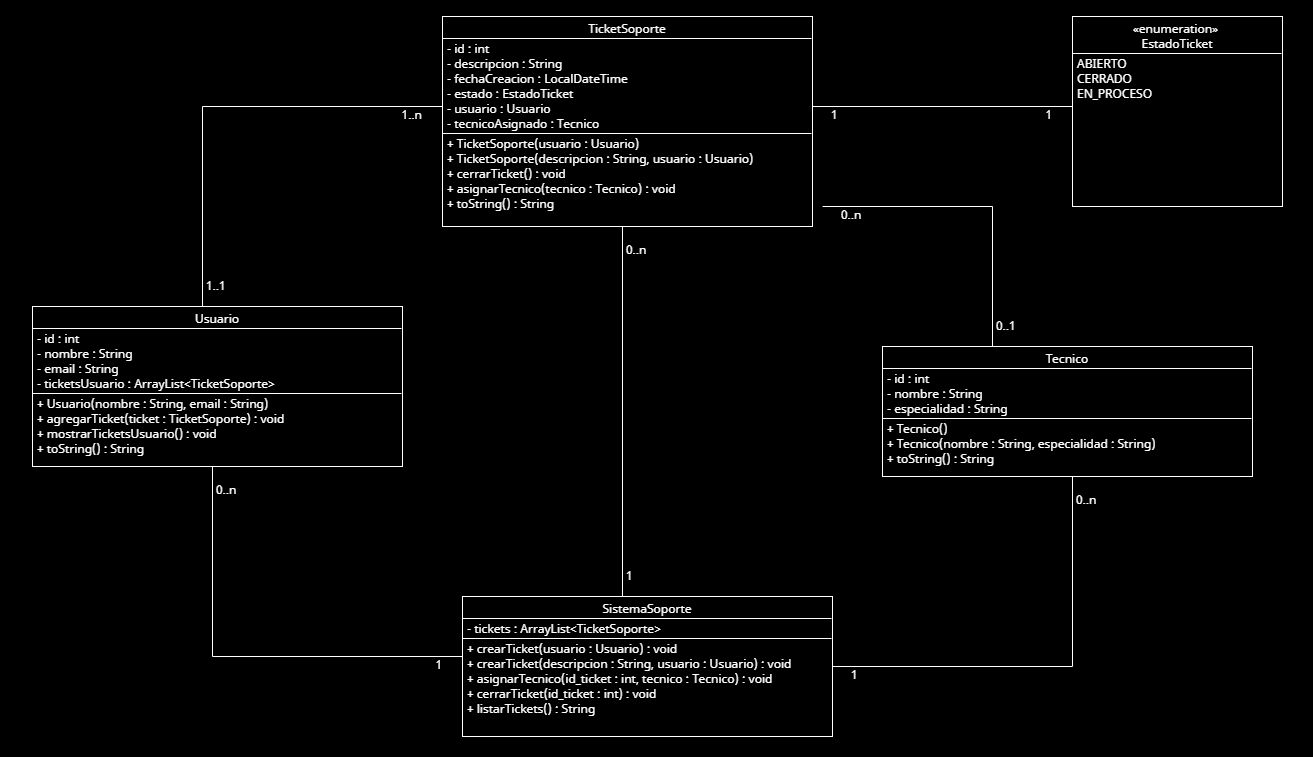 TicketSoporte
- id : int
- descripcion : String
- fechaCreacion : LocalDateTime
- estado : EstadoTicket
- usuario : Usuario
- tecnicoAsignado : Tecnico
+ TicketSoporte(usuario : Usuario)
+ TicketSoporte(descripcion : String, usuario : Usuario)
+ cerrarTicket() : void
+ asignarTecnico(tecnico : Tecnico) : void
+ toString() : String
«enumeration»
EstadoTicket
ABIERTO
CERRADO
EN_PROCESO
1..n
1
1
0..n
0..n
1..1
0..1
Usuario
- id : int
- nombre : String
- email : String
- ticketsUsuario : ArrayList<TicketSoporte>
+ Usuario(nombre : String, email : String)
+ agregarTicket(ticket : TicketSoporte) : void
+ mostrarTicketsUsuario() : void
+ toString() : String
Tecnico
- id : int
- nombre : String
- especialidad : String
+ Tecnico()
+ Tecnico(nombre : String, especialidad : String)
+ toString() : String
0..n
0..n
1
SistemaSoporte
- tickets : ArrayList<TicketSoporte>
+ crearTicket(usuario : Usuario) : void
+ crearTicket(descripcion : String, usuario : Usuario) : void
+ asignarTecnico(id_ticket : int, tecnico : Tecnico) : void
+ cerrarTicket(id_ticket : int) : void
+ listarTickets() : String
1
1